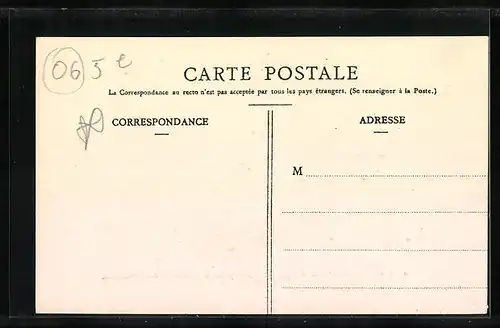 06 5 e
CARTE POSTALE
La Correspondance au recto n'est pas acceptée par tous les pays étrangers. (Se renseigner à la Poste.)
CORRESPONDANCE
ADRESSE
M